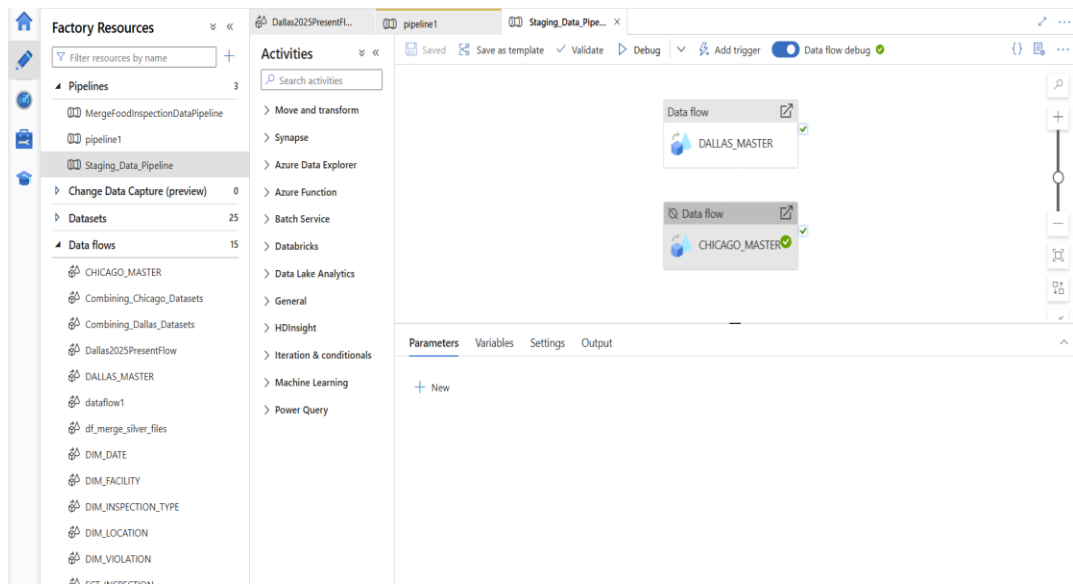 Factory Resources
Filter resources by name
Pipelines 3
MergeFoodInspectionDataPipeline
pipeline1
Staging_Data_Pipeline
Change Data Capture (preview) 0
Datasets 25
Data flows 15
CHICAGO_MASTER
Combining_Chicago_Datasets
Combining_Dallas_Datasets
Dallas2025PresentFlow
DALLAS_MASTER
dataflow1
df_merge_silver_files
DIM_DATE
DIM_FACILITY
DIM_INSPECTION_TYPE
DIM_LOCATION
DIM_VIOLATION
FCT_INSPECTION
Dallas2025PresentFl...
pipeline1
Staging_Data_Pipe...
Activities
Search activities
Move and transform
Synapse
Azure Data Explorer
Azure Function
Batch Service
Databricks
Data Lake Analytics
General
HDInsight
Iteration & conditionals
Machine Learning
Power Query
Saved
Save as template
Validate
Debug
Add trigger
Data flow debug
Data flow
DALLAS_MASTER
Data flow
CHICAGO_MASTER
Parameters Variables Settings Output
New